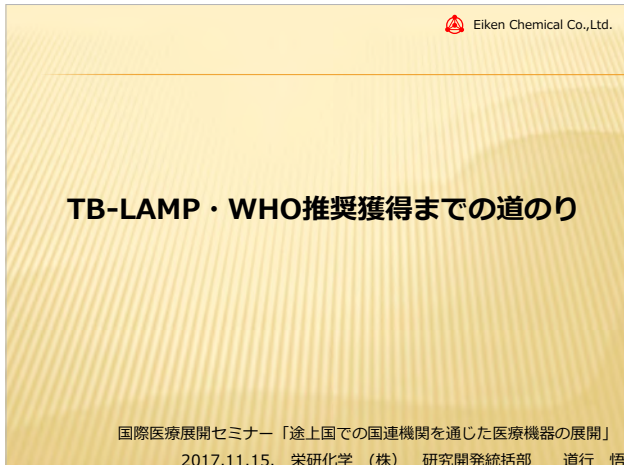 Eiken Chemical Co.,Ltd.
TB-LAMP・WHO推奨獲得までの道のり
国際医療展開セミナー「途上国での国連機関を通じた医療機器の展開」
2017.11.15. 栄研化学 (株) 研究開発統括部 道行 悟